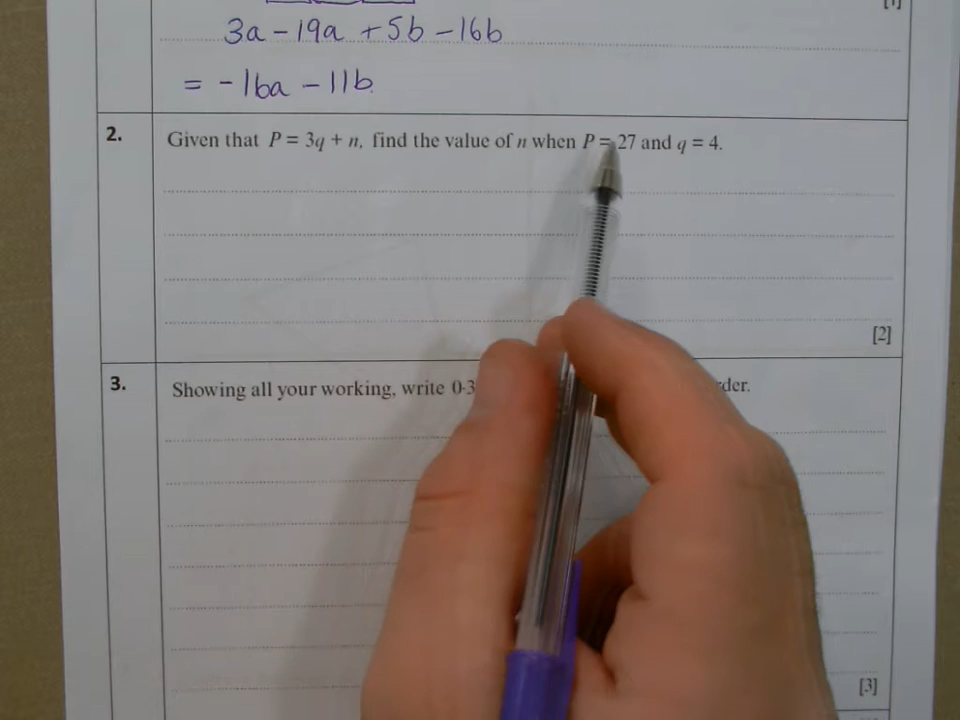 [1]
3a - 19a + 5b - 16b
= -16a - 11b
2. Given that P = 3q + n, find the value of n when P = 27 and q = 4.
[2]
3. Showing all your working, write 0·3
[3]